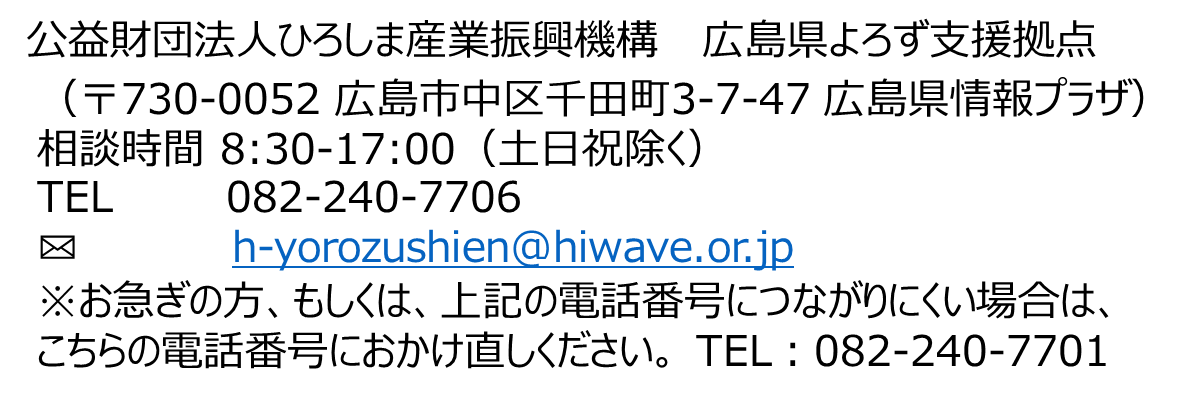 公益財団法人ひろしま産業振興機構　広島県よろず支援拠点
（〒730-0052 広島市中区千田町3-7-47 広島県情報プラザ）
相談時間 8:30-17:00（土日祝除く）
TEL 082-240-7706
✉ h-yorozushien@hiwave.or.jp
※お急ぎの方、もしくは、上記の電話番号につながりにくい場合は、
こちらの電話番号におかけ直しください。 TEL：082-240-7701